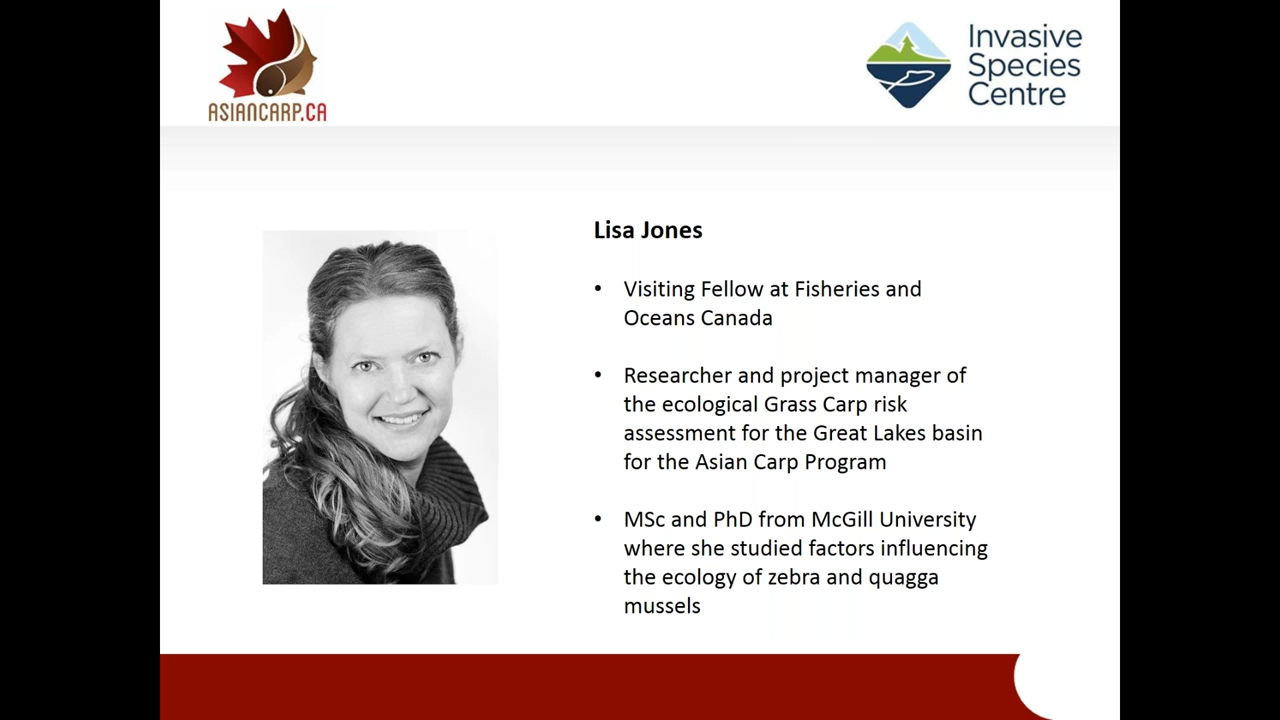 ASIANCARP.CA
Invasive
Species
Centre
Lisa Jones
• Visiting Fellow at Fisheries and
Oceans Canada
• Researcher and project manager of
the ecological Grass Carp risk
assessment for the Great Lakes basin
for the Asian Carp Program
• MSc and PhD from McGill University
where she studied factors influencing
the ecology of zebra and quagga
mussels